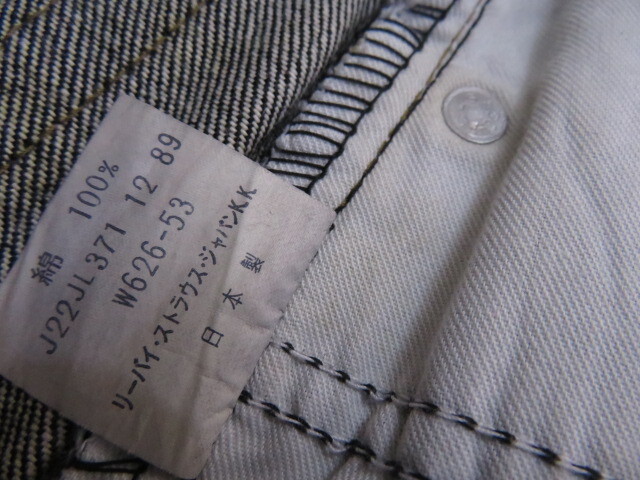 綿 100%
J22JL371 12 89
W626-53
リーバイ・ストラウス・ジャパンKK
日本製